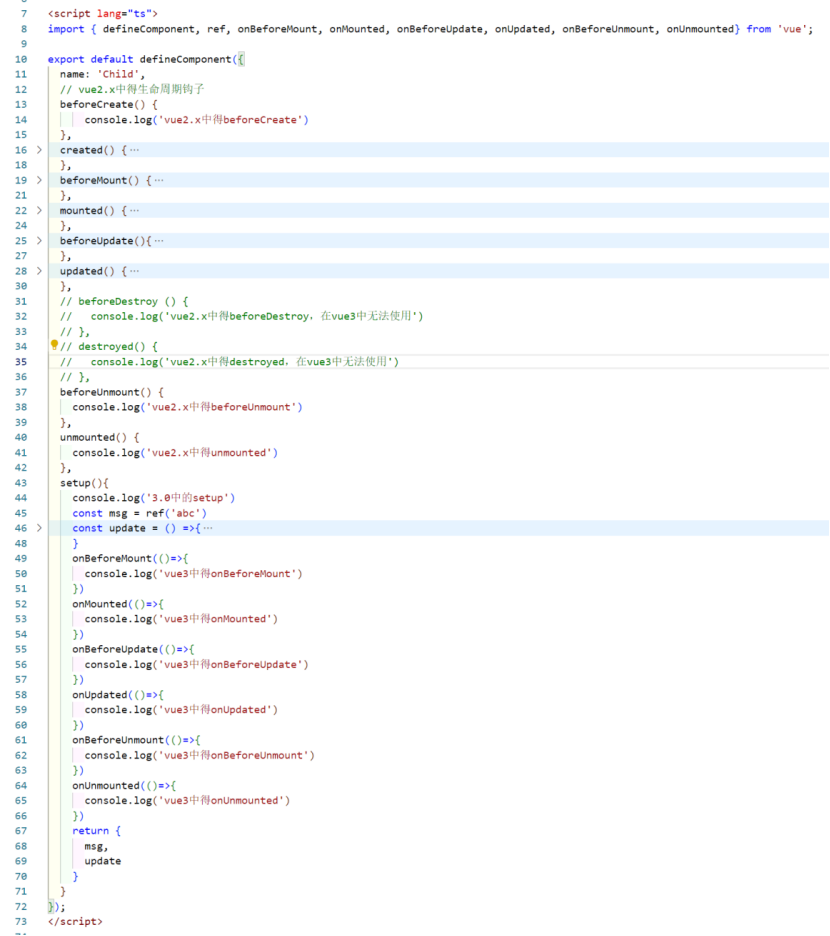 7 <script lang="ts">
8 import { defineComponent, ref, onBeforeMount, onMounted, onBeforeUpdate, onUpdated, onBeforeUnmount, onUnmounted} from 'vue';
9
10 export default defineComponent({
11 name: 'Child',
12 // vue2.x中得生命周期钩子
13 beforeCreate() {
14 console.log('vue2.x中得beforeCreate')
15 },
16 > created() {···
18 },
19 > beforeMount() {···
21 },
22 > mounted() {···
24 },
25 > beforeUpdate(){···
27 },
28 > updated() {···
30 },
31 // beforeDestroy () {
32 //   console.log('vue2.x中得beforeDestroy，在vue3中无法使用')
33 // },
34 // destroyed() {
35 //   console.log('vue2.x中得destroyed，在vue3中无法使用')
36 // },
37 beforeUnmount() {
38 console.log('vue2.x中得beforeUnmount')
39 },
40 unmounted() {
41 console.log('vue2.x中得unmounted')
42 },
43 setup(){
44 console.log('3.0中的setup')
45 const msg = ref('abc')
46 > const update = () =>{···
48 }
49 onBeforeMount(()=>{
50 console.log('vue3中得onBeforeMount')
51 })
52 onMounted(()=>{
53 console.log('vue3中得onMounted')
54 })
55 onBeforeUpdate(()=>{
56 console.log('vue3中得onBeforeUpdate')
57 })
58 onUpdated(()=>{
59 console.log('vue3中得onUpdated')
60 })
61 onBeforeUnmount(()=>{
62 console.log('vue3中得onBeforeUnmount')
63 })
64 onUnmounted(()=>{
65 console.log('vue3中得onUnmounted')
66 })
67 return {
68 msg,
69 update
70 }
71 }
72 });
73 </script>